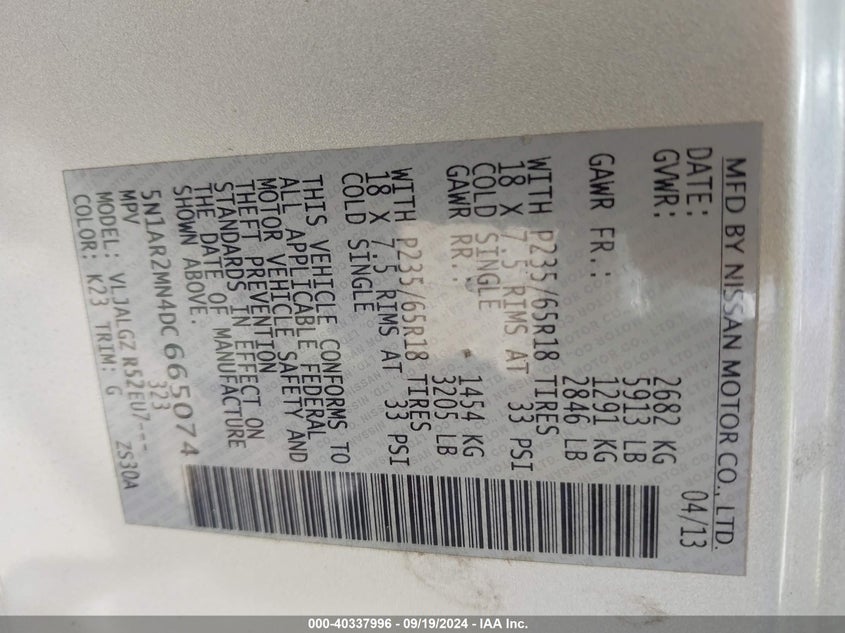 MFD BY NISSAN MOTOR CO., LTD.
DATE: 04/13
GVWR: 2682 KG
5913 LB
GAWR FR.: 1291 KG
2846 LB
WITH P235/65R18 TIRES
18 X 7.5 RIMS AT 33 PSI
COLD SINGLE
GAWR RR.: 1454 KG
3205 LB
WITH P235/65R18 TIRES
18 X 7.5 RIMS AT 33 PSI
COLD SINGLE
THIS VEHICLE CONFORMS TO
ALL APPLICABLE FEDERAL
MOTOR VEHICLE SAFETY AND
THEFT PREVENTION
STANDARDS IN EFFECT ON
THE DATE OF MANUFACTURE
SHOWN ABOVE.
5N1AR2MN4DC665074
MPV 323
MODEL: VLJALGZ R52EU7---
COLOR: K23 TRIM: G ZS30A
000-40337996 - 09/19/2024 - IAA Inc.